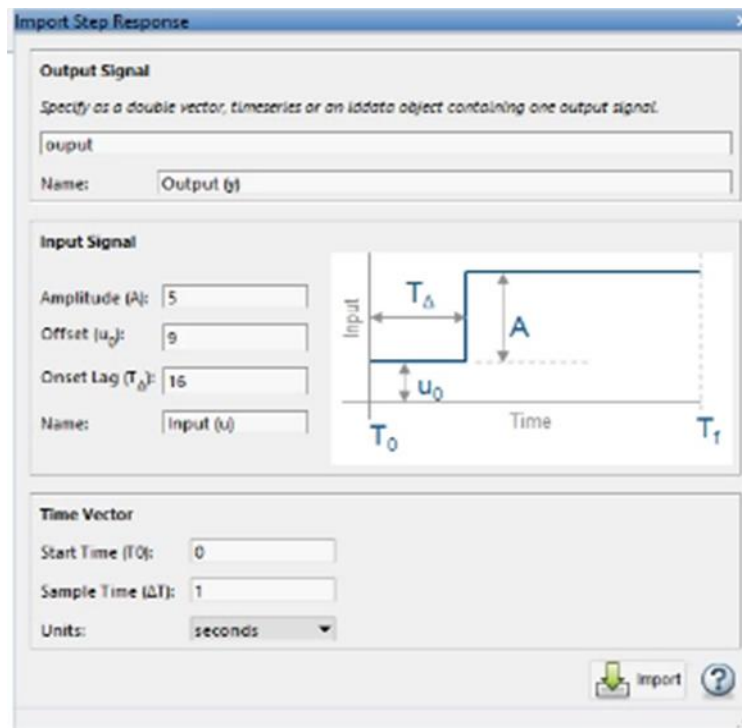 Import Step Response
Output Signal
Specify as a double vector, timeseries or an iddata object containing one output signal.
ouput
Name: Output (y)
Input Signal
Amplitude (A): 5
Offset (u0): 9
Onset Lag (TΔ): 16
Name: Input (u)
Input
TΔ
A
u0
T0
Time
Tf
Time Vector
Start Time (T0): 0
Sample Time (ΔT): 1
Units: seconds
Import ?